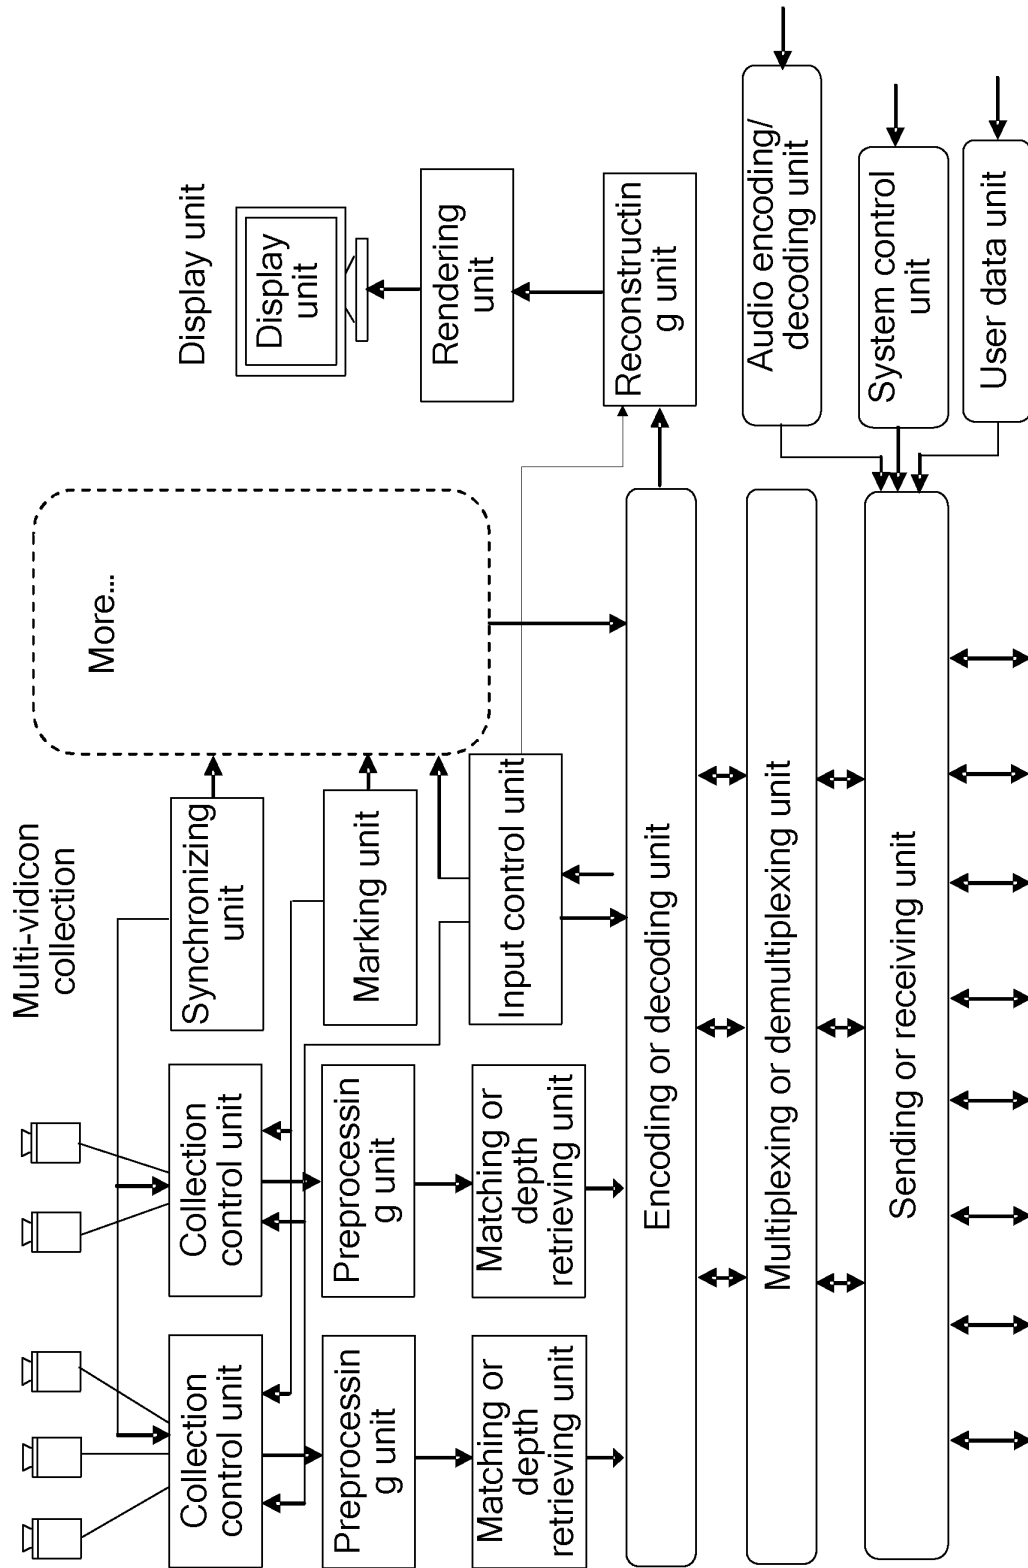 Multi-vidicon
collection
Display unit
More...
Display
unit
Collection
control unit
Collection
control unit
Synchronizing
unit
Preprocessin
g unit
Preprocessin
g unit
Marking unit
Rendering
unit
Matching or
depth
retrieving unit
Matching or
depth
retrieving unit
Input control unit
Reconstructin
g unit
Encoding or decoding unit
Audio encoding/
decoding unit
Multiplexing or demultiplexing unit
System control
unit
Sending or receiving unit
User data unit